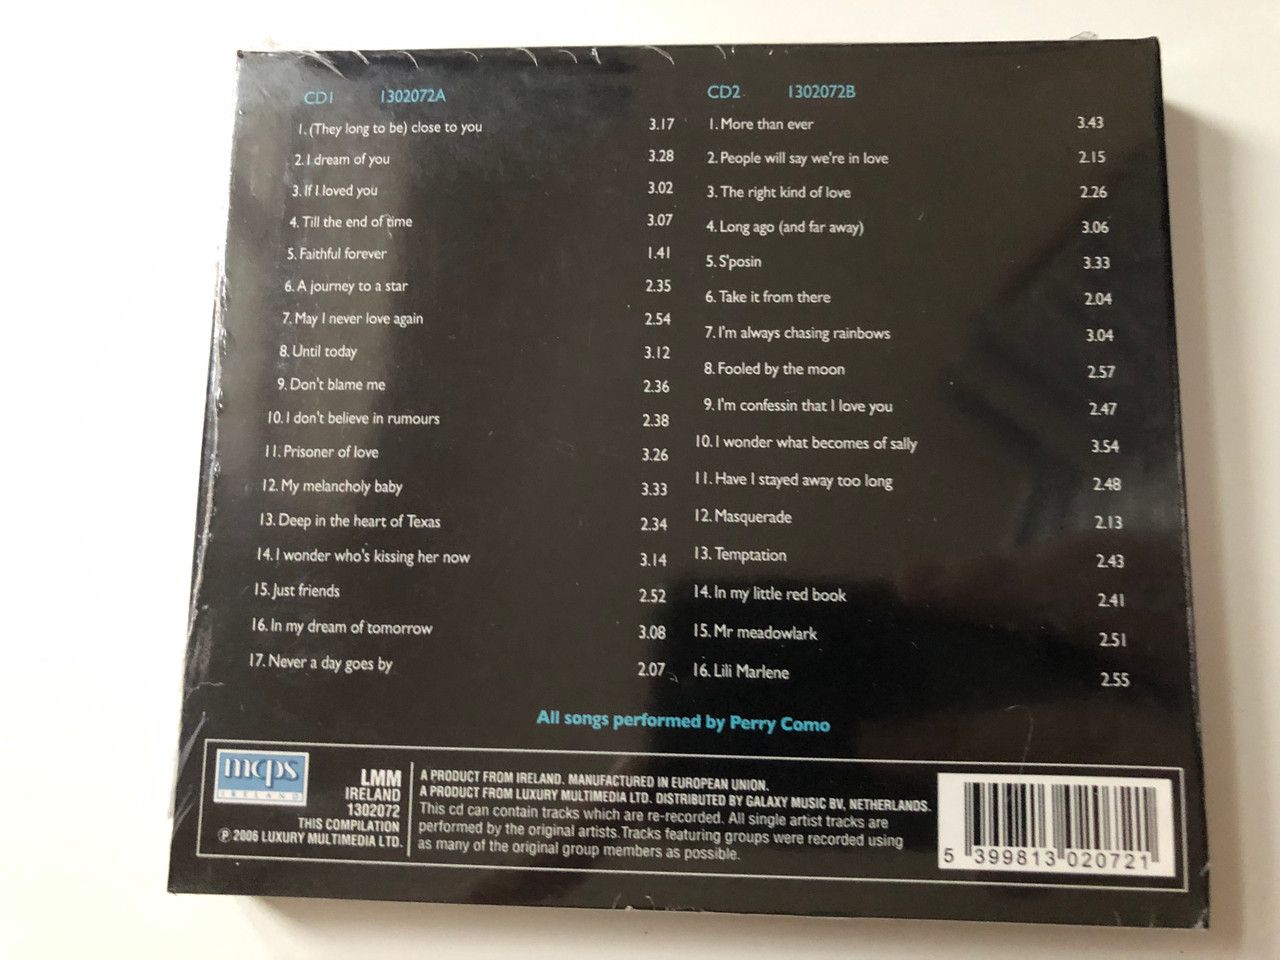 CD1 1302072A
1. (They long to be) close to you 3.17
2. I dream of you 3.28
3. If I loved you 3.02
4. Till the end of time 3.07
5. Faithful forever 1.41
6. A journey to a star 2.35
7. May I never love again 2.54
8. Until today 3.12
9. Don't blame me 2.36
10. I don't believe in rumours 2.38
11. Prisoner of love 3.26
12. My melancholy baby 3.33
13. Deep in the heart of Texas 2.34
14. I wonder who's kissing her now 3.14
15. Just friends 2.52
16. In my dream of tomorrow 3.08
17. Never a day goes by 2.07
CD2 1302072B
1. More than ever 3.43
2. People will say we're in love 2.15
3. The right kind of love 2.26
4. Long ago (and far away) 3.06
5. S'posin 3.33
6. Take it from there 2.04
7. I'm always chasing rainbows 3.04
8. Fooled by the moon 2.57
9. I'm confessin that I love you 2.47
10. I wonder what becomes of sally 3.54
11. Have I stayed away too long 2.48
12. Masquerade 2.13
13. Temptation 2.43
14. In my little red book 2.41
15. Mr meadowlark 2.51
16. Lili Marlene 2.55
All songs performed by Perry Como
mcps
IRELAND
LMM
IRELAND
1302072
THIS COMPILATION
℗ 2006 LUXURY MULTIMEDIA LTD.
A PRODUCT FROM IRELAND. MANUFACTURED IN EUROPEAN UNION.
A PRODUCT FROM LUXURY MULTIMEDIA LTD. DISTRIBUTED BY GALAXY MUSIC BV, NETHERLANDS.
This cd can contain tracks which are re-recorded. All single artist tracks are
performed by the original artists. Tracks featuring groups were recorded using
as many of the original group members as possible.
5 399813 020721